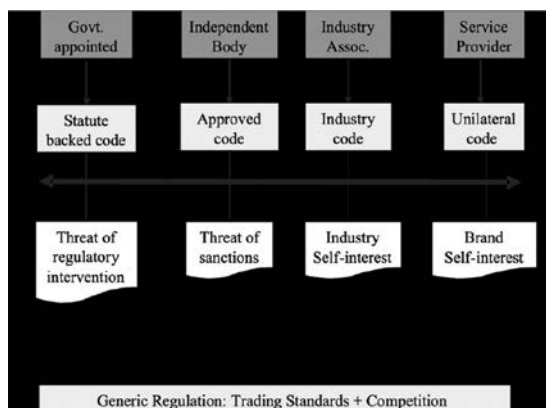 Govt.
appointed
Independent
Body
Industry
Assoc.
Service
Provider
Statute
backed code
Approved
code
Industry
code
Unilateral
code
Threat of
regulatory
intervention
Threat of
sanctions
Industry
Self-interest
Brand
Self-interest
Generic Regulation: Trading Standards + Competition